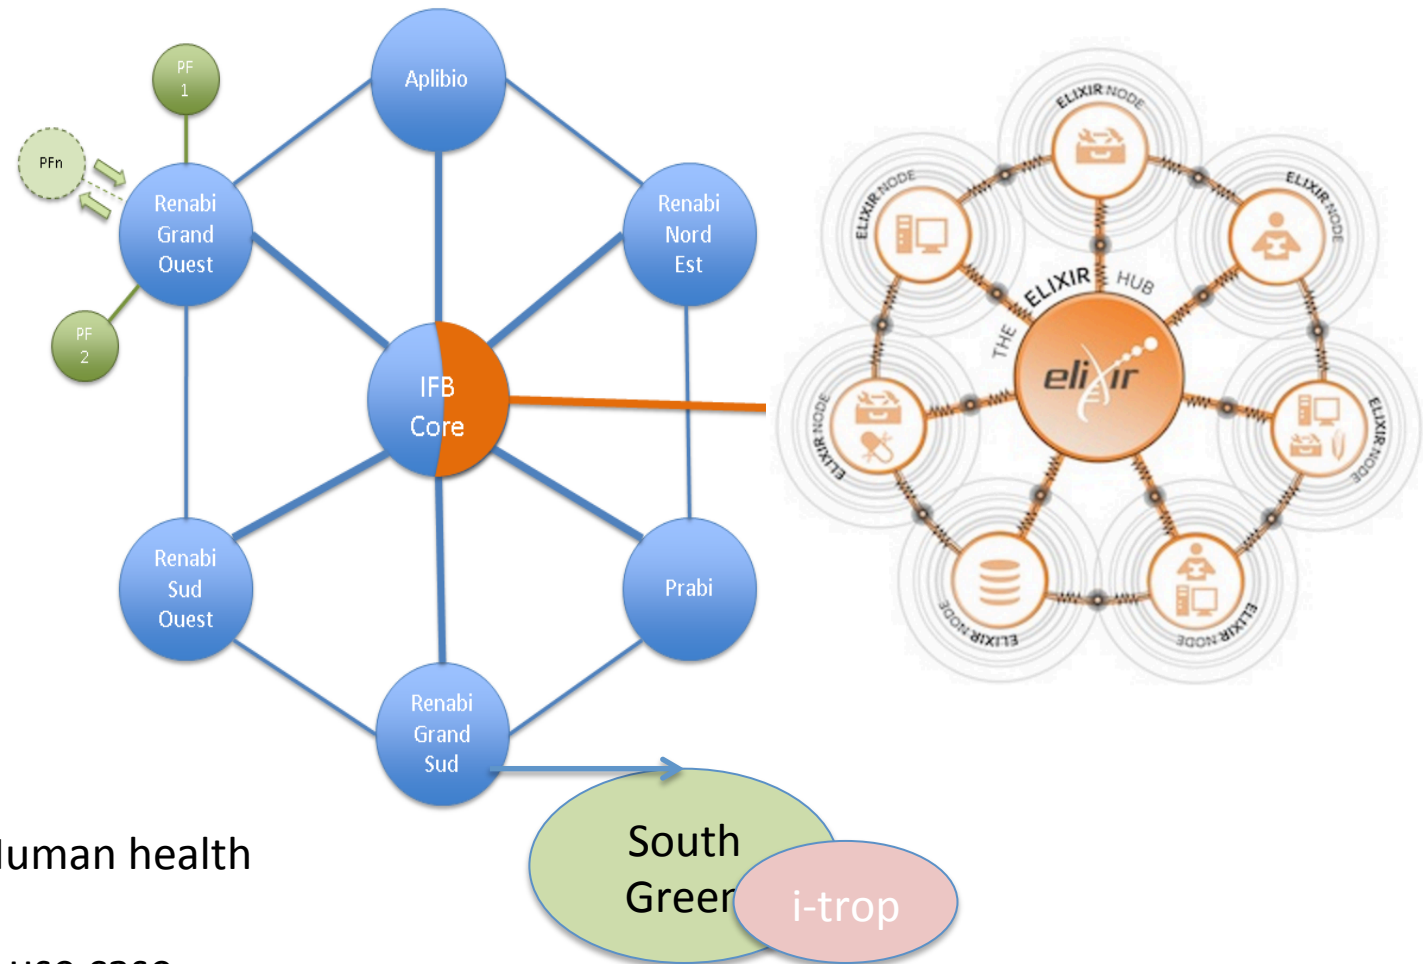 PF
1
Aplibio
PFn
Renabi
Grand
Ouest
Renabi
Nord
Est
PF
2
IFB
Core
Renabi
Sud
Ouest
Prabi
Renabi
Grand
Sud
South
Green
i-trop
health
ELIXIR NODE
ELIXIR NODE
ELIXIR NODE
THE ELIXIR HUB
elixir
ELIXIR NODE
ELIXIR NODE
ELIXIR NODE
ELIXIR NODE